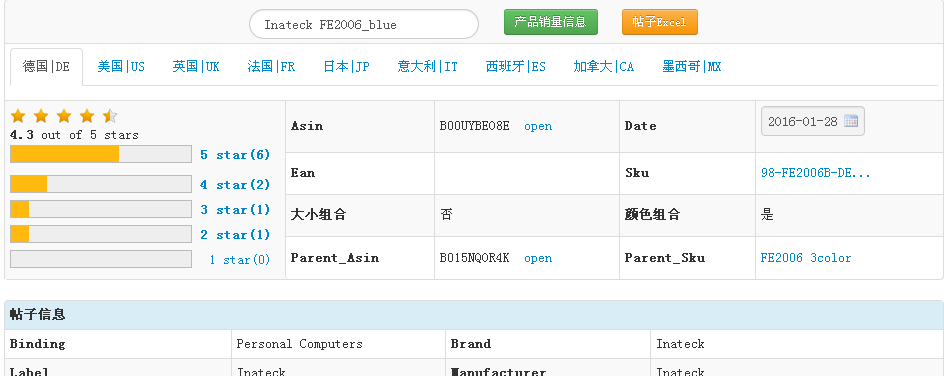 Inateck FE2006_blue 产品销量信息 帖子Excel
德国|DE 美国|US 英国|UK 法国|FR 日本|JP 意大利|IT 西班牙|ES 加拿大|CA 墨西哥|MX
4.3 out of 5 stars
5 star(6)
4 star(2)
3 star(1)
2 star(1)
1 star(0)
Asin B00UYBEO8E open Date 2016-01-28
Ean Sku 98-FE2006B-DE...
大小组合 否 颜色组合 是
Parent_Asin B015NQOR4K open Parent_Sku FE2006 3color
帖子信息
Binding Personal Computers Brand Inateck
Label Inateck Manufacturer Inateck